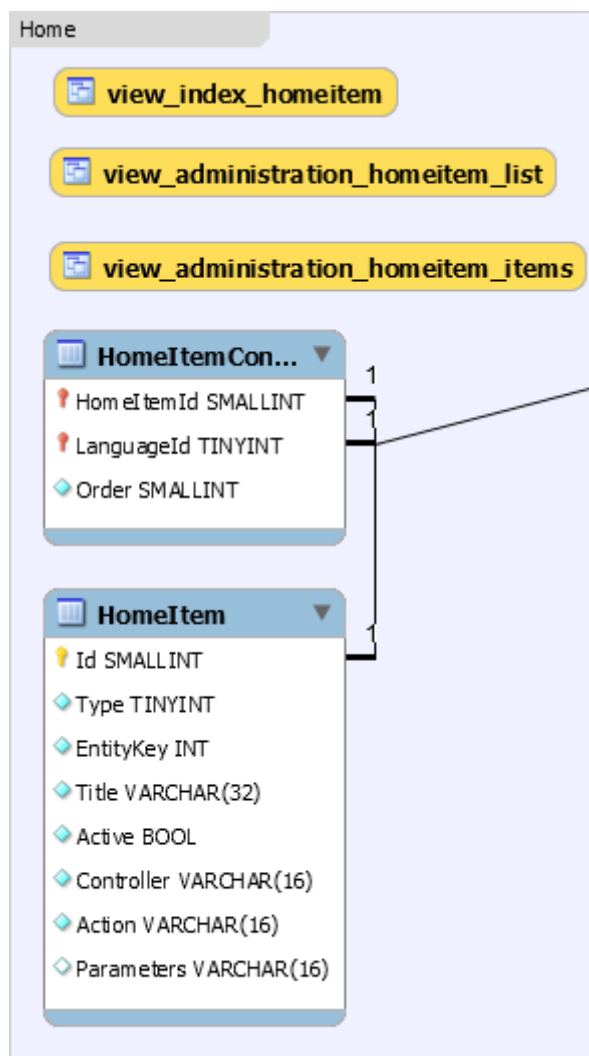 Home
view_index_homeitem
view_administration_homeitem_list
view_administration_homeitem_items
HomeItemCon...
1
HomeItemId SMALLINT
1
LanguageId TINYINT
Order SMALLINT
HomeItem
1
Id SMALLINT
Type TINYINT
EntityKey INT
Title VARCHAR(32)
Active BOOL
Controller VARCHAR(16)
Action VARCHAR(16)
Parameters VARCHAR(16)